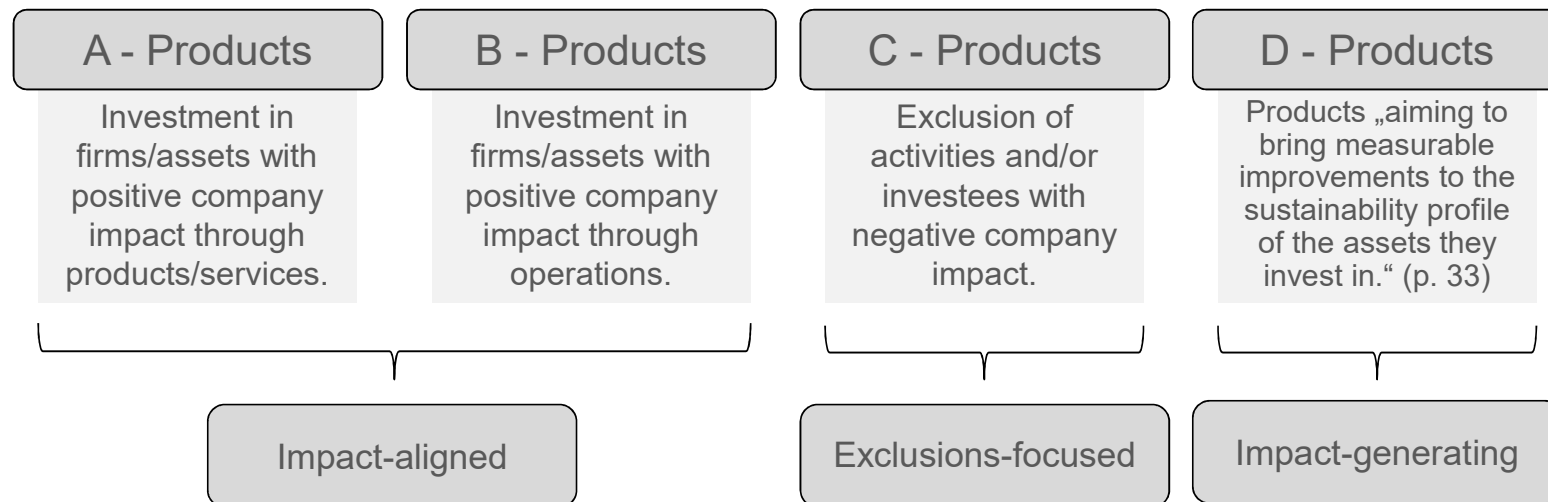 A - Products
Investment in
firms/assets with
positive company
impact through
products/services.
B - Products
Investment in
firms/assets with
positive company
impact through
operations.
C - Products
Exclusion of
activities and/or
investees with
negative company
impact.
D - Products
Products „aiming to
bring measurable
improvements to the
sustainability profile
of the assets they
invest in.“ (p. 33)
Impact-aligned
Exclusions-focused
Impact-generating